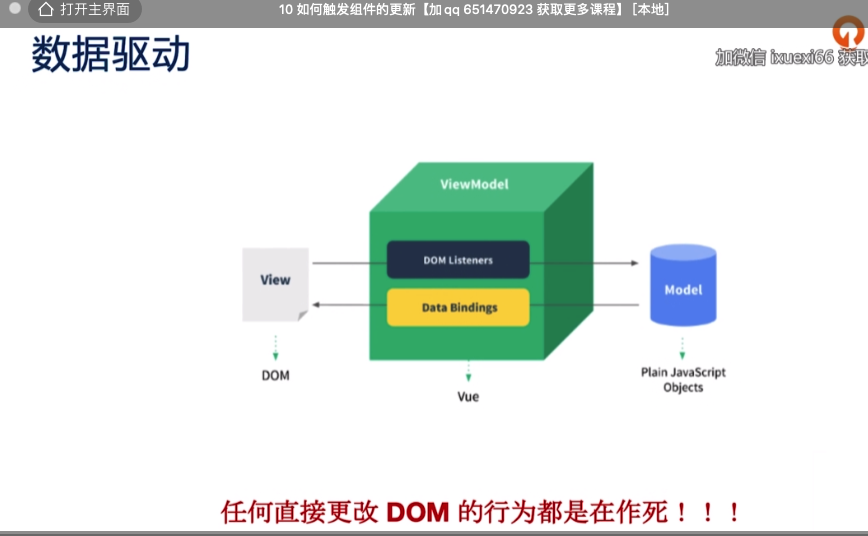 打开主界面
10 如何触发组件的更新【加qq 651470923 获取更多课程】 [本地]
数据驱动
加微信 ixuexi66 获取
ViewModel
DOM Listeners
View
Data Bindings
Model
DOM
Vue
Plain JavaScript
Objects
任何直接更改 DOM 的行为都是在作死！！！